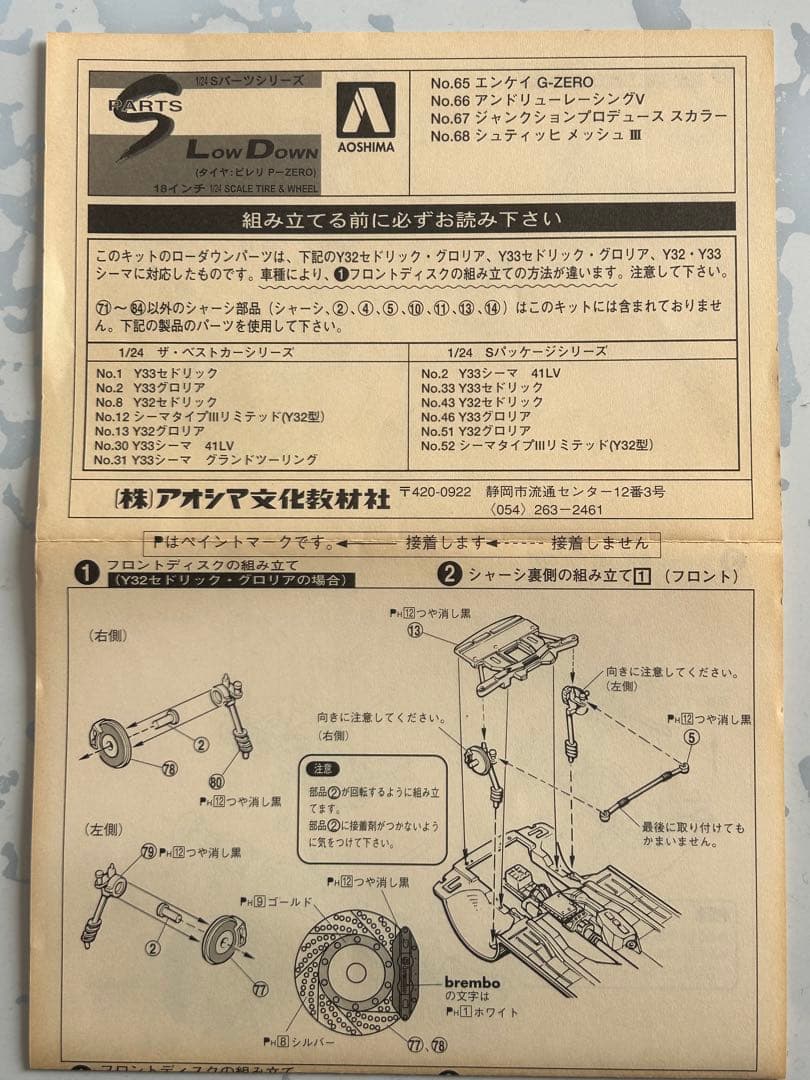 1/24 Sパーツシリーズ
S PARTS
LOW DOWN
(タイヤ:ピレリ P-ZERO)
18インチ 1/24 SCALE TIRE & WHEEL
AOSHIMA
No.65 エンケイ G-ZERO
No.66 アンドリューレーシングV
No.67 ジャンクションプロデュース スカラー
No.68 シュティッヒ メッシュ III
組み立てる前に必ずお読み下さい
このキットのローダウンパーツは、下記のY32セドリック・グロリア、Y33セドリック・グロリア、Y32・Y33
シーマに対応したものです。車種により、❶フロントディスクの組み立ての方法が違います。注意して下さい。
㉛～84以外のシャーシ部品(シャーシ、②、④、⑤、⑩、⑪、⑬、⑭)はこのキットには含まれておりませ
ん。下記の製品のパーツを使用して下さい。
1/24 ザ・ベストカーシリーズ
No.1 Y33セドリック
No.2 Y33グロリア
No.8 Y32セドリック
No.12 シーマタイプIIIリミテッド(Y32型)
No.13 Y32グロリア
No.30 Y33シーマ 41LV
No.31 Y33シーマ グランドツーリング
1/24 Sパッケージシリーズ
No.2 Y33シーマ 41LV
No.33 Y33セドリック
No.43 Y32セドリック
No.46 Y33グロリア
No.51 Y32グロリア
No.52 シーマタイプIIIリミテッド(Y32型)
(株)アオシマ文化教材社
〒420-0922 静岡市流通センター12番3号
〈054〉263-2461
Pはペイントマークです。 接着します 接着しません
❶ フロントディスクの組み立て
(Y32セドリック・グロリアの場合)
❷ シャーシ裏側の組み立て1 (フロント)
(右側)
78
②
80
PH12つや消し黒
(左側)
79 PH12つや消し黒
②
77
PH12つや消し黒
⑬
向きに注意してください。
(左側)
向きに注意してください。
(右側)
PH12つや消し黒
⑤
最後に取り付けても
かまいません。
注意
部品②が回転するように組み立
てます。
部品②に接着剤がつかないよう
に気をつけて下さい。
PH12つや消し黒
PH9ゴールド
brembo
の文字は
PH1ホワイト
PH8シルバー
77、78
フロントディスクの組み立て